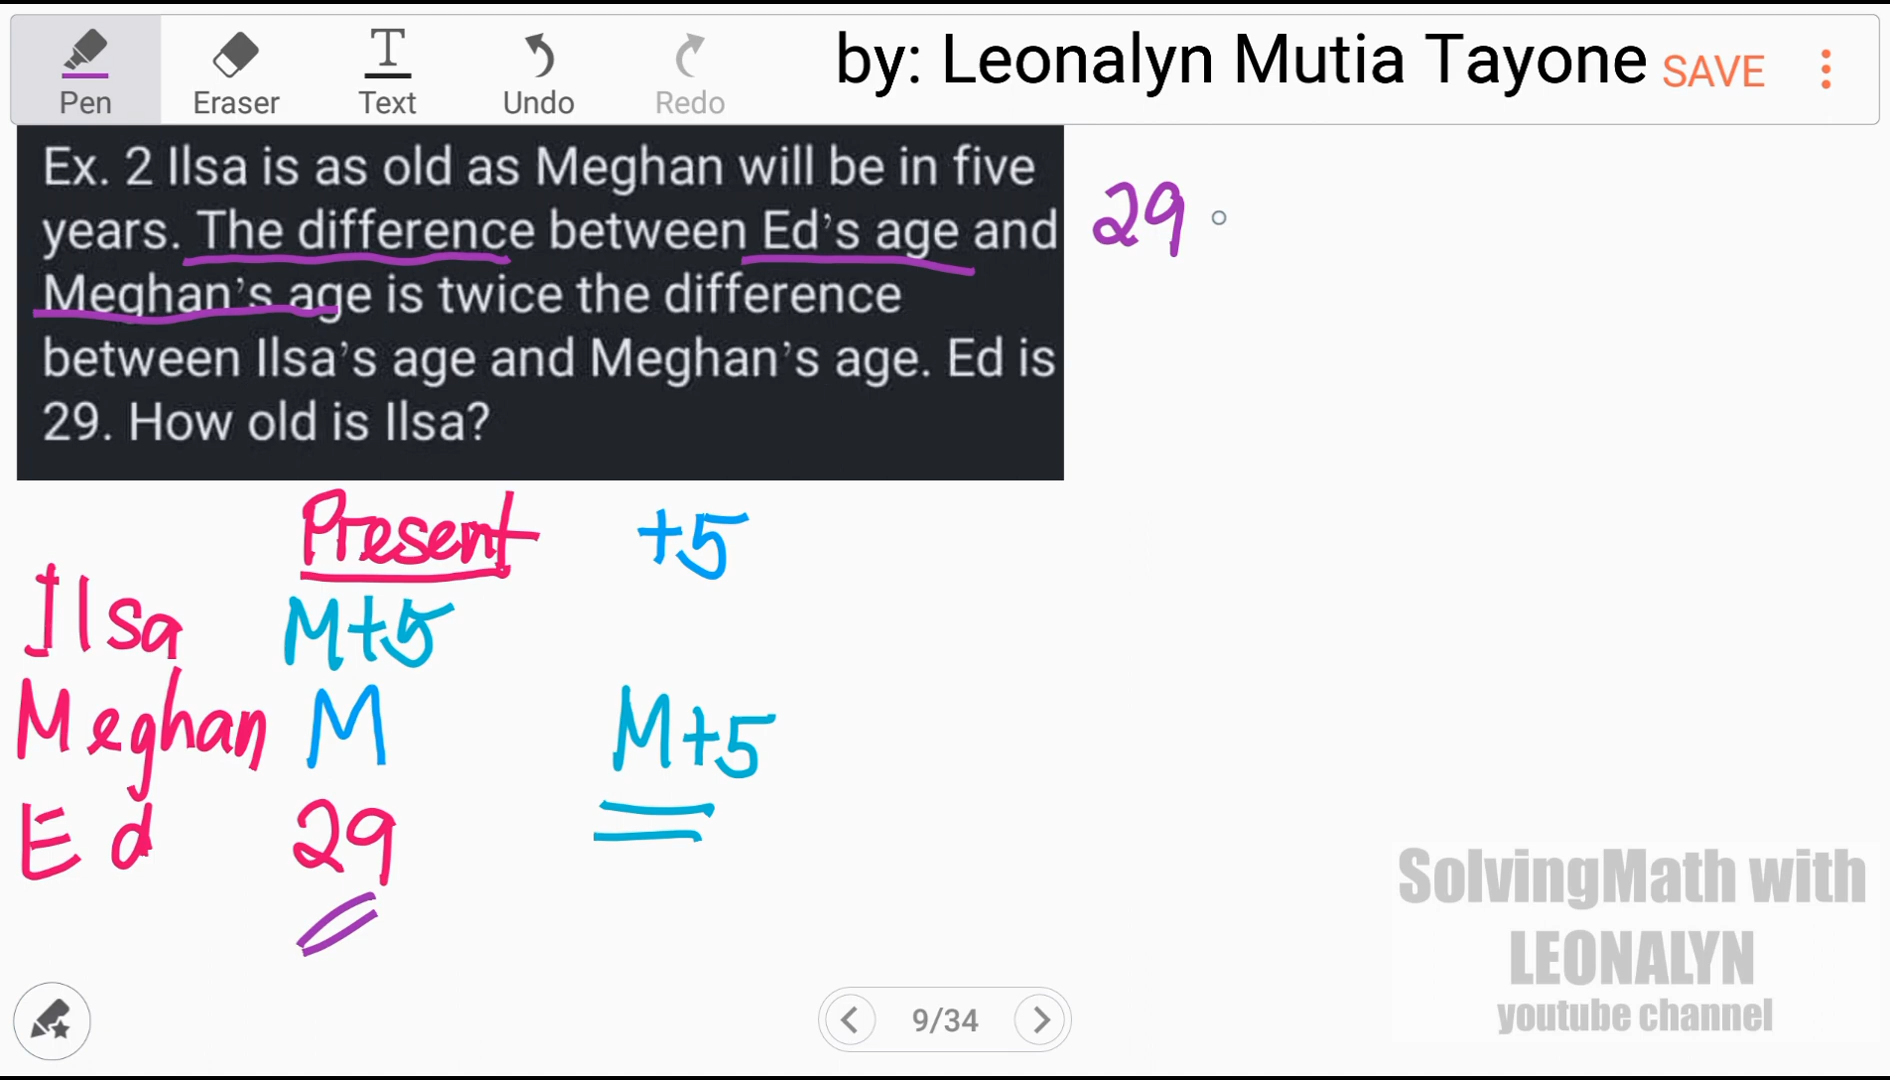 by: Leonalyn Mutia Tayone
SAVE
Pen Eraser Text Undo Redo
Ex. 2 Ilsa is as old as Meghan will be in five
years. The difference between Ed's age and
Meghan's age is twice the difference
between Ilsa's age and Meghan's age. Ed is
29. How old is Ilsa?
29
Present +5
Ilsa M+5
Meghan M M+5
Ed 29
SolvingMath with
LEONALYN
youtube channel
9/34